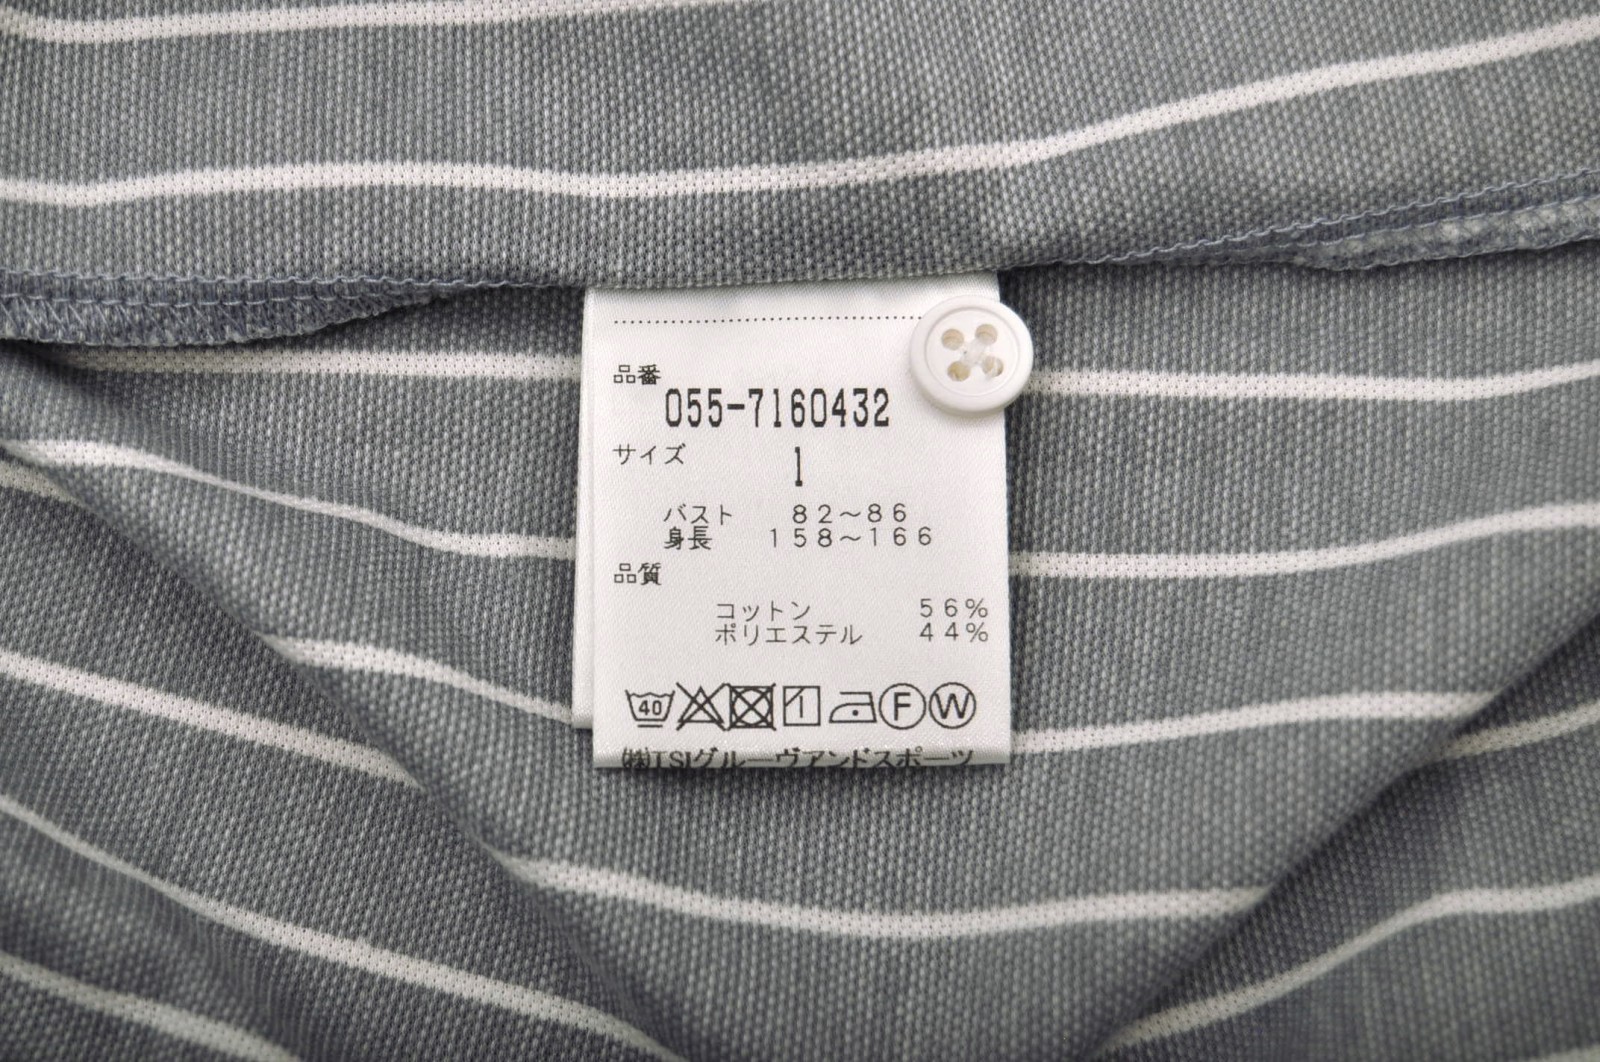 品番
055-7160432
サイズ 1
バスト 82〜86
身長 158〜166
品質
コットン 56%
ポリエステル 44%
40 F W
㈱TSIグルーヴアンドスポーツ